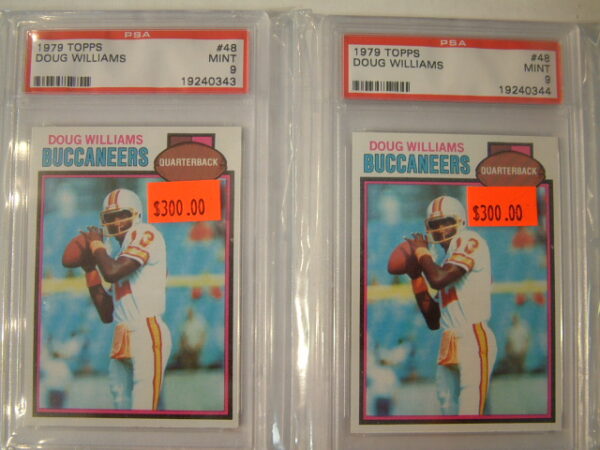 PSA
1979 TOPPS #48
DOUG WILLIAMS MINT
9
19240343
DOUG WILLIAMS
BUCCANEERS
QUARTERBACK
$300.00
12
PSA
1979 TOPPS #48
DOUG WILLIAMS MINT
9
19240344
DOUG WILLIAMS
BUCCANEERS
QUARTERBACK
$300.00